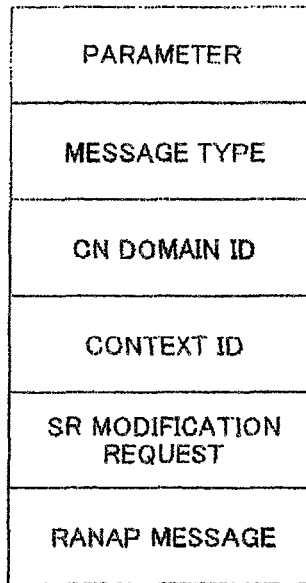 PARAMETER
MESSAGE TYPE
CN DOMAIN ID
CONTEXT ID
SR MODIFICATION
REQUEST
RANAP MESSAGE